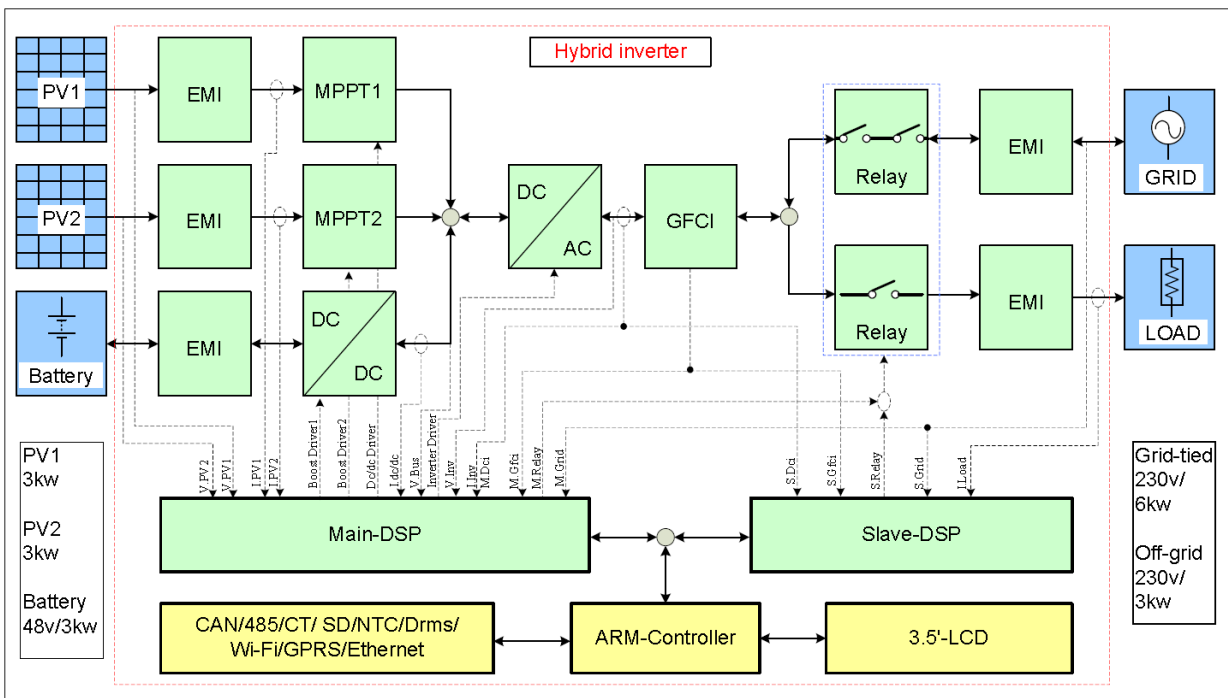 Hybrid inverter
PV1
EMI
MPPT1
Relay
EMI
GRID
PV2
EMI
MPPT2
DC
AC
GFCI
Battery
EMI
DC
DC
Relay
EMI
LOAD
V.PV2
V.PV1
I.PV1
I.PV2
Boost Driver1
Boost Driver2
Dc/dc Driver
I.dc/dc
V.Bus
Inverter Driver
V.Inv
I.Inv
M.Dci
M.Gfci
M.Relay
M.Grid
S.Dci
S.Gfci
S.Relay
S.Grid
I.Load
PV1
3kw
PV2
3kw
Battery
48v/3kw
Main-DSP
Slave-DSP
Grid-tied
230v/
6kw
Off-grid
230v/
3kw
CAN/485/CT/ SD/NTC/Drms/
Wi-Fi/GPRS/Ethernet
ARM-Controller
3.5'-LCD